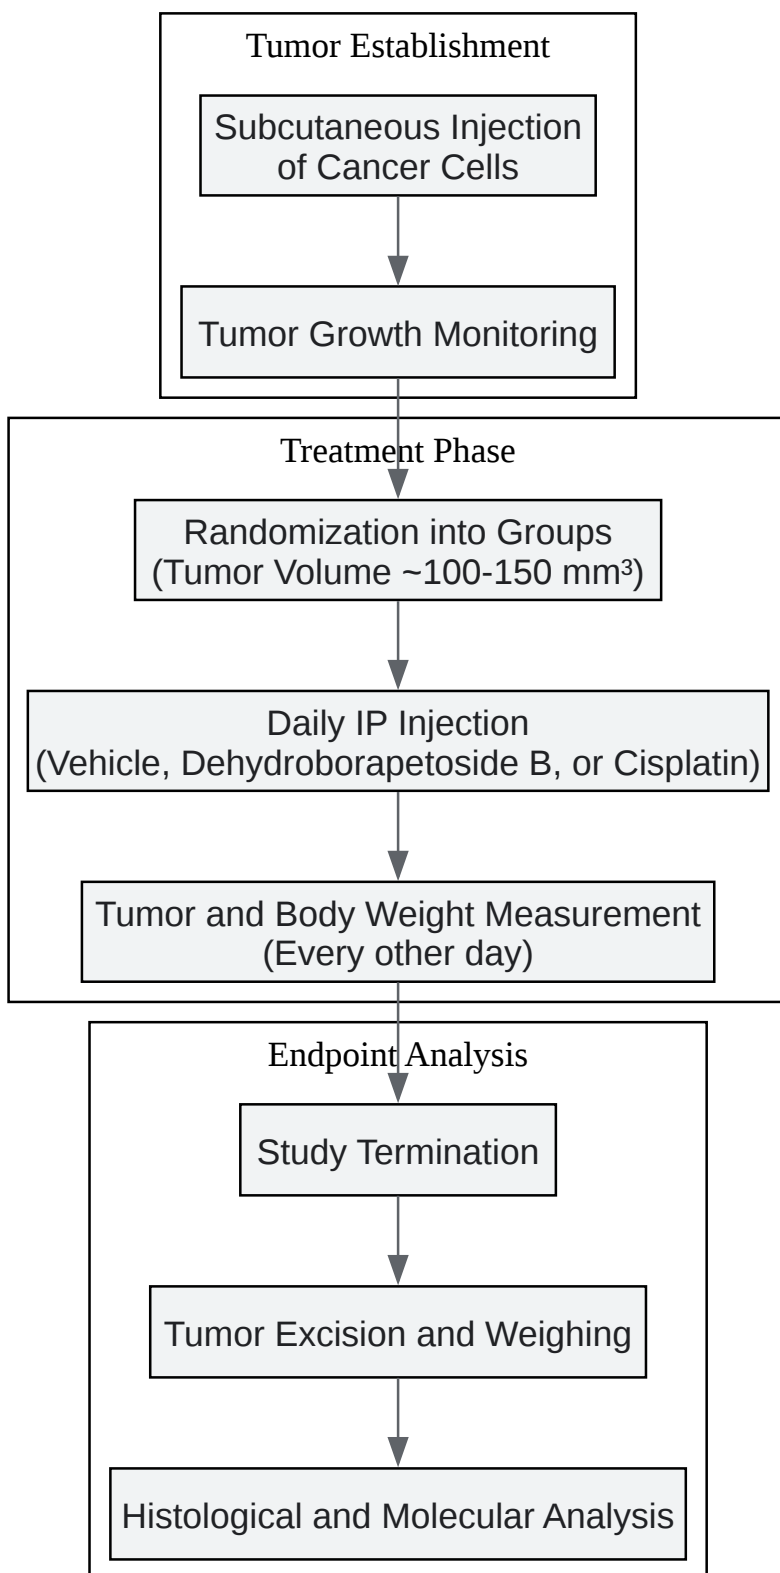 Tumor Establishment
Subcutaneous Injection
of Cancer Cells
Tumor Growth Monitoring
Treatment Phase
Randomization into Groups
(Tumor Volume ~100-150 mm³)
Daily IP Injection
(Vehicle, Dehydroborapetoside B, or Cisplatin)
Tumor and Body Weight Measurement
(Every other day)
Endpoint Analysis
Study Termination
Tumor Excision and Weighing
Histological and Molecular Analysis